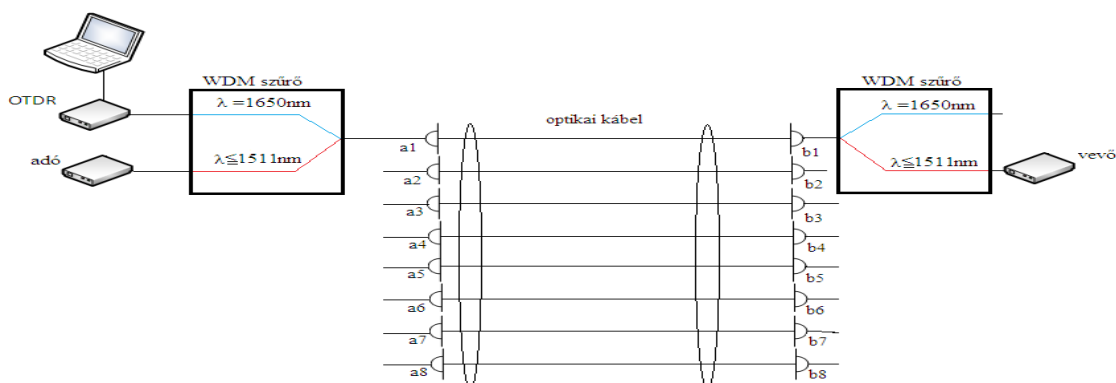 WDM szűrő
OTDR
λ =1650nm
adó
λ≦1511nm
optikai kábel
a1
a2
a3
a4
a5
a6
a7
a8
b1
b2
b3
b4
b5
b6
b7
b8
WDM szűrő
λ =1650nm
λ≦1511nm
vevő